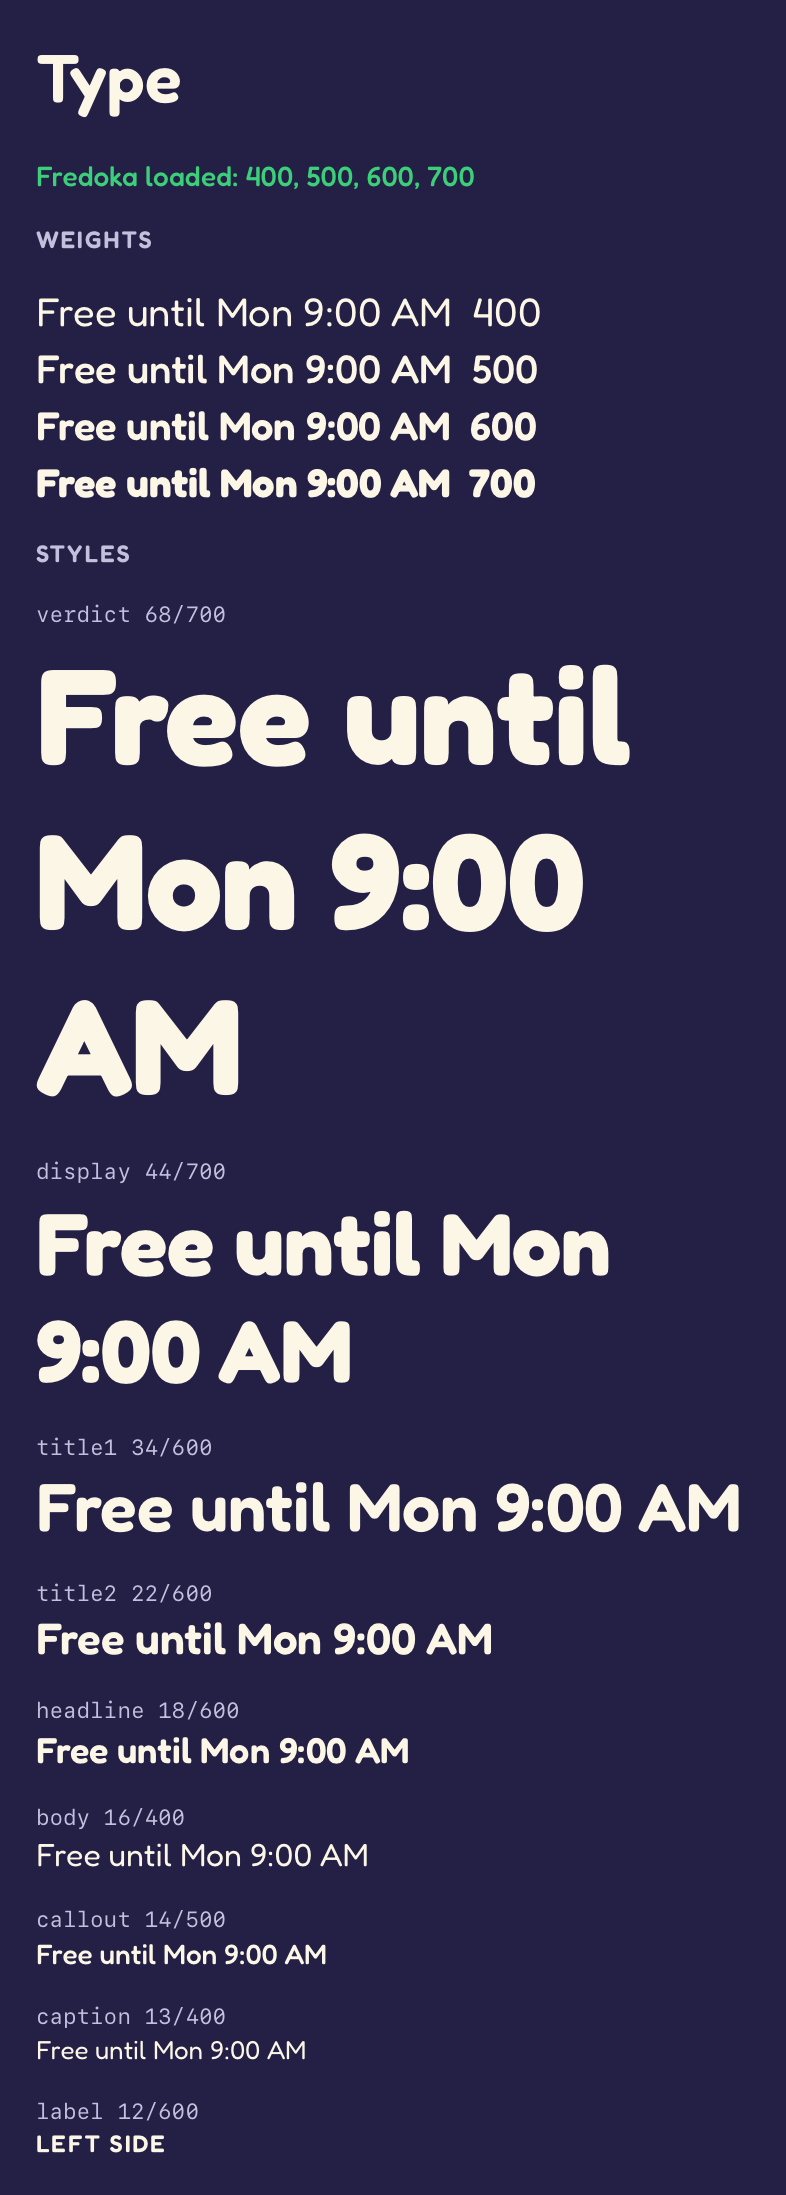 Type
Fredoka loaded: 400, 500, 600, 700
WEIGHTS
Free until Mon 9:00 AM 400
Free until Mon 9:00 AM 500
Free until Mon 9:00 AM 600
Free until Mon 9:00 AM 700
STYLES
verdict 68/700
Free until
Mon 9:00
AM
display 44/700
Free until Mon
9:00 AM
title1 34/600
Free until Mon 9:00 AM
title2 22/600
Free until Mon 9:00 AM
headline 18/600
Free until Mon 9:00 AM
body 16/400
Free until Mon 9:00 AM
callout 14/500
Free until Mon 9:00 AM
caption 13/400
Free until Mon 9:00 AM
label 12/600
LEFT SIDE